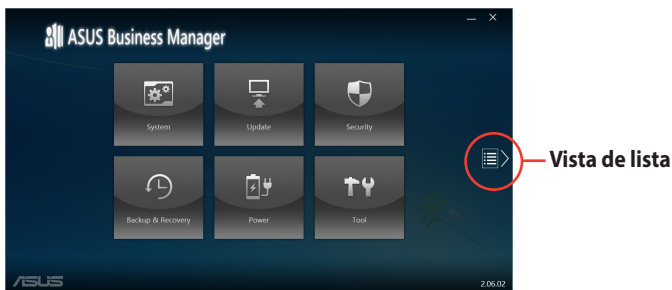 ASUS Business Manager
System
Update
Security
Vista de lista
Backup & Recovery
Power
Tool
ASUS
2.06.02